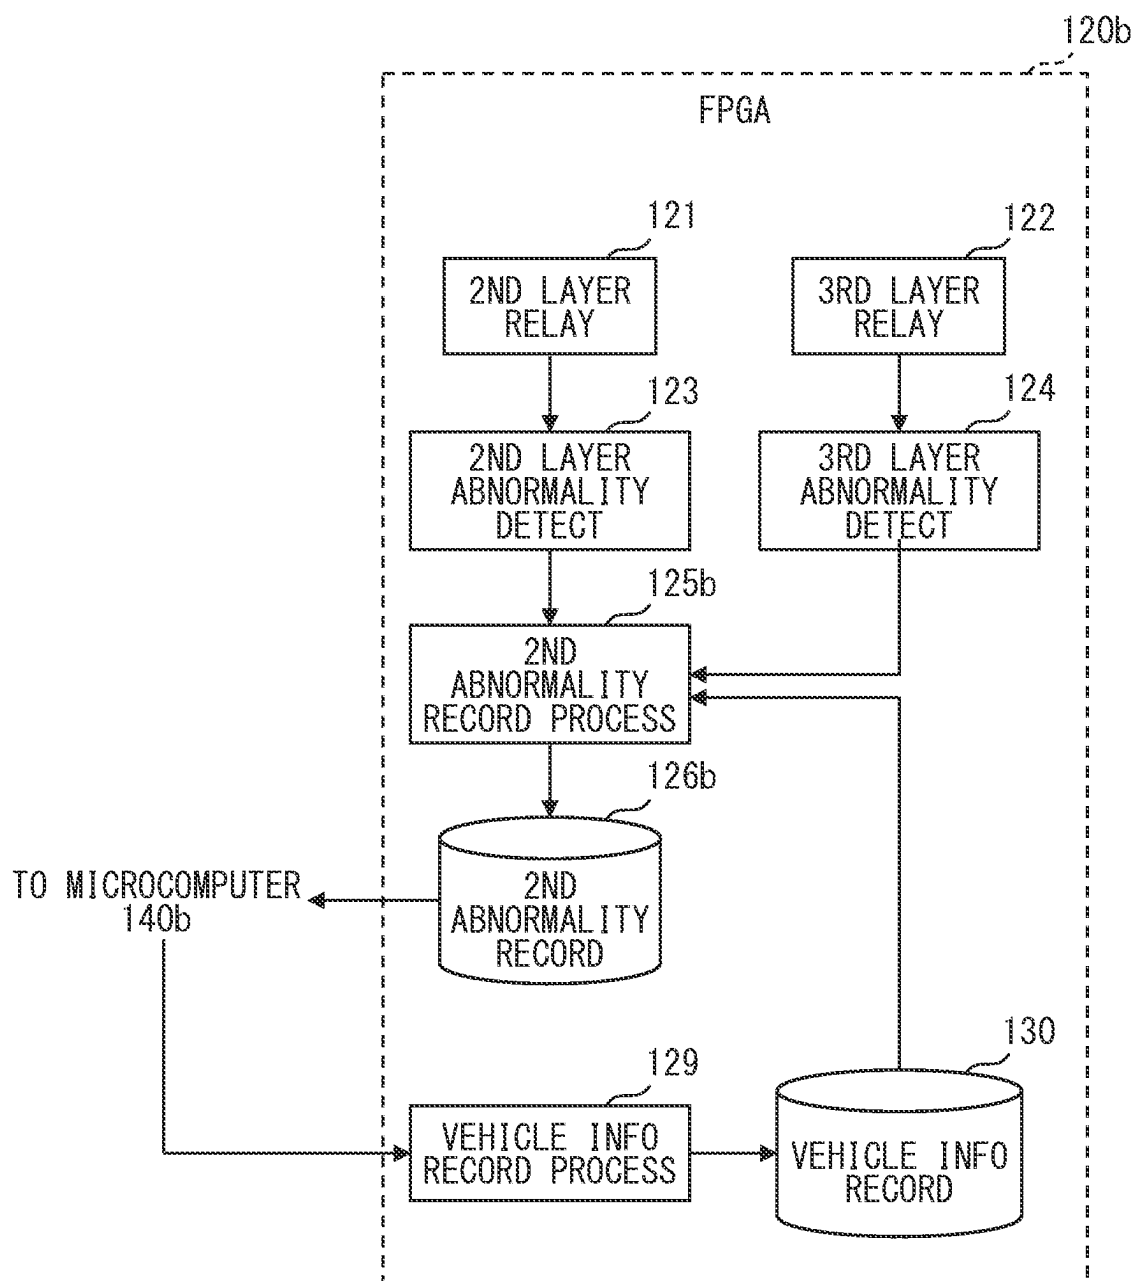 120b
FPGA
121
122
2ND LAYER
RELAY
3RD LAYER
RELAY
123
124
2ND LAYER
ABNORMALITY
DETECT
3RD LAYER
ABNORMALITY
DETECT
125b
2ND
ABNORMALITY
RECORD PROCESS
126b
TO MICROCOMPUTER
140b
2ND
ABNORMALITY
RECORD
130
129
VEHICLE INFO
RECORD PROCESS
VEHICLE INFO
RECORD